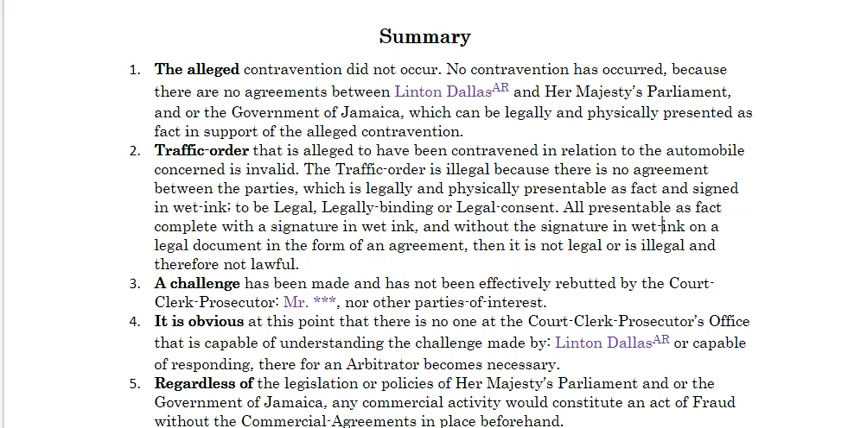 Summary
1. The alleged contravention did not occur. No contravention has occurred, because
there are no agreements between Linton DallasAR and Her Majesty's Parliament,
and or the Government of Jamaica, which can be legally and physically presented as
fact in support of the alleged contravention.
2. Traffic-order that is alleged to have been contravened in relation to the automobile
concerned is invalid. The Traffic-order is illegal because there is no agreement
between the parties, which is legally and physically presentable as fact and signed
in wet-ink; to be Legal, Legally-binding or Legal-consent. All presentable as fact
complete with a signature in wet ink, and without the signature in wet-ink on a
legal document in the form of an agreement, then it is not legal or is illegal and
therefore not lawful.
3. A challenge has been made and has not been effectively rebutted by the Court-
Clerk-Prosecutor: Mr. ***, nor other parties-of-interest.
4. It is obvious at this point that there is no one at the Court-Clerk-Prosecutor's Office
that is capable of understanding the challenge made by: Linton DallasAR or capable
of responding, there for an Arbitrator becomes necessary.
5. Regardless of the legislation or policies of Her Majesty's Parliament and or the
Government of Jamaica, any commercial activity would constitute an act of Fraud
without the Commercial-Agreements in place beforehand.